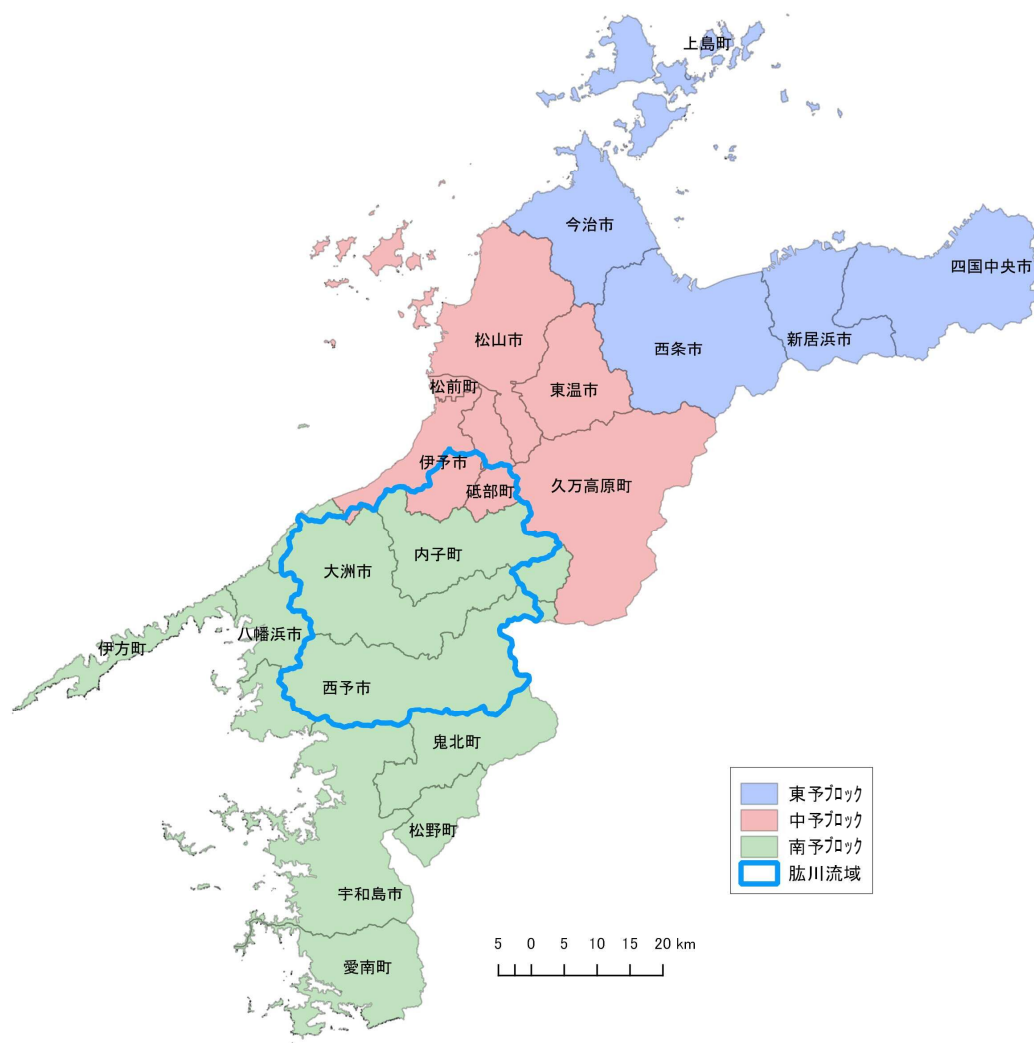 上島町
今治市
四国中央市
新居浜市
西条市
松山市
東温市
松前町
伊予市
砥部町
久万高原町
内子町
大洲市
八幡浜市
伊方町
西予市
鬼北町
松野町
宇和島市
愛南町
東予ブロック
中予ブロック
南予ブロック
肱川流域
5 0 5 10 15 20 km